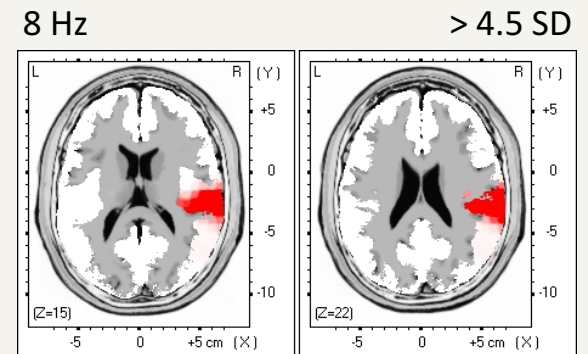 8 Hz > 4.5 SD
L R (Y)
+5
0
-5
-10
(Z=15)
-5 0 +5 cm (X)
L R (Y)
+5
0
-5
-10
(Z=22)
-5 0 +5 cm (X)